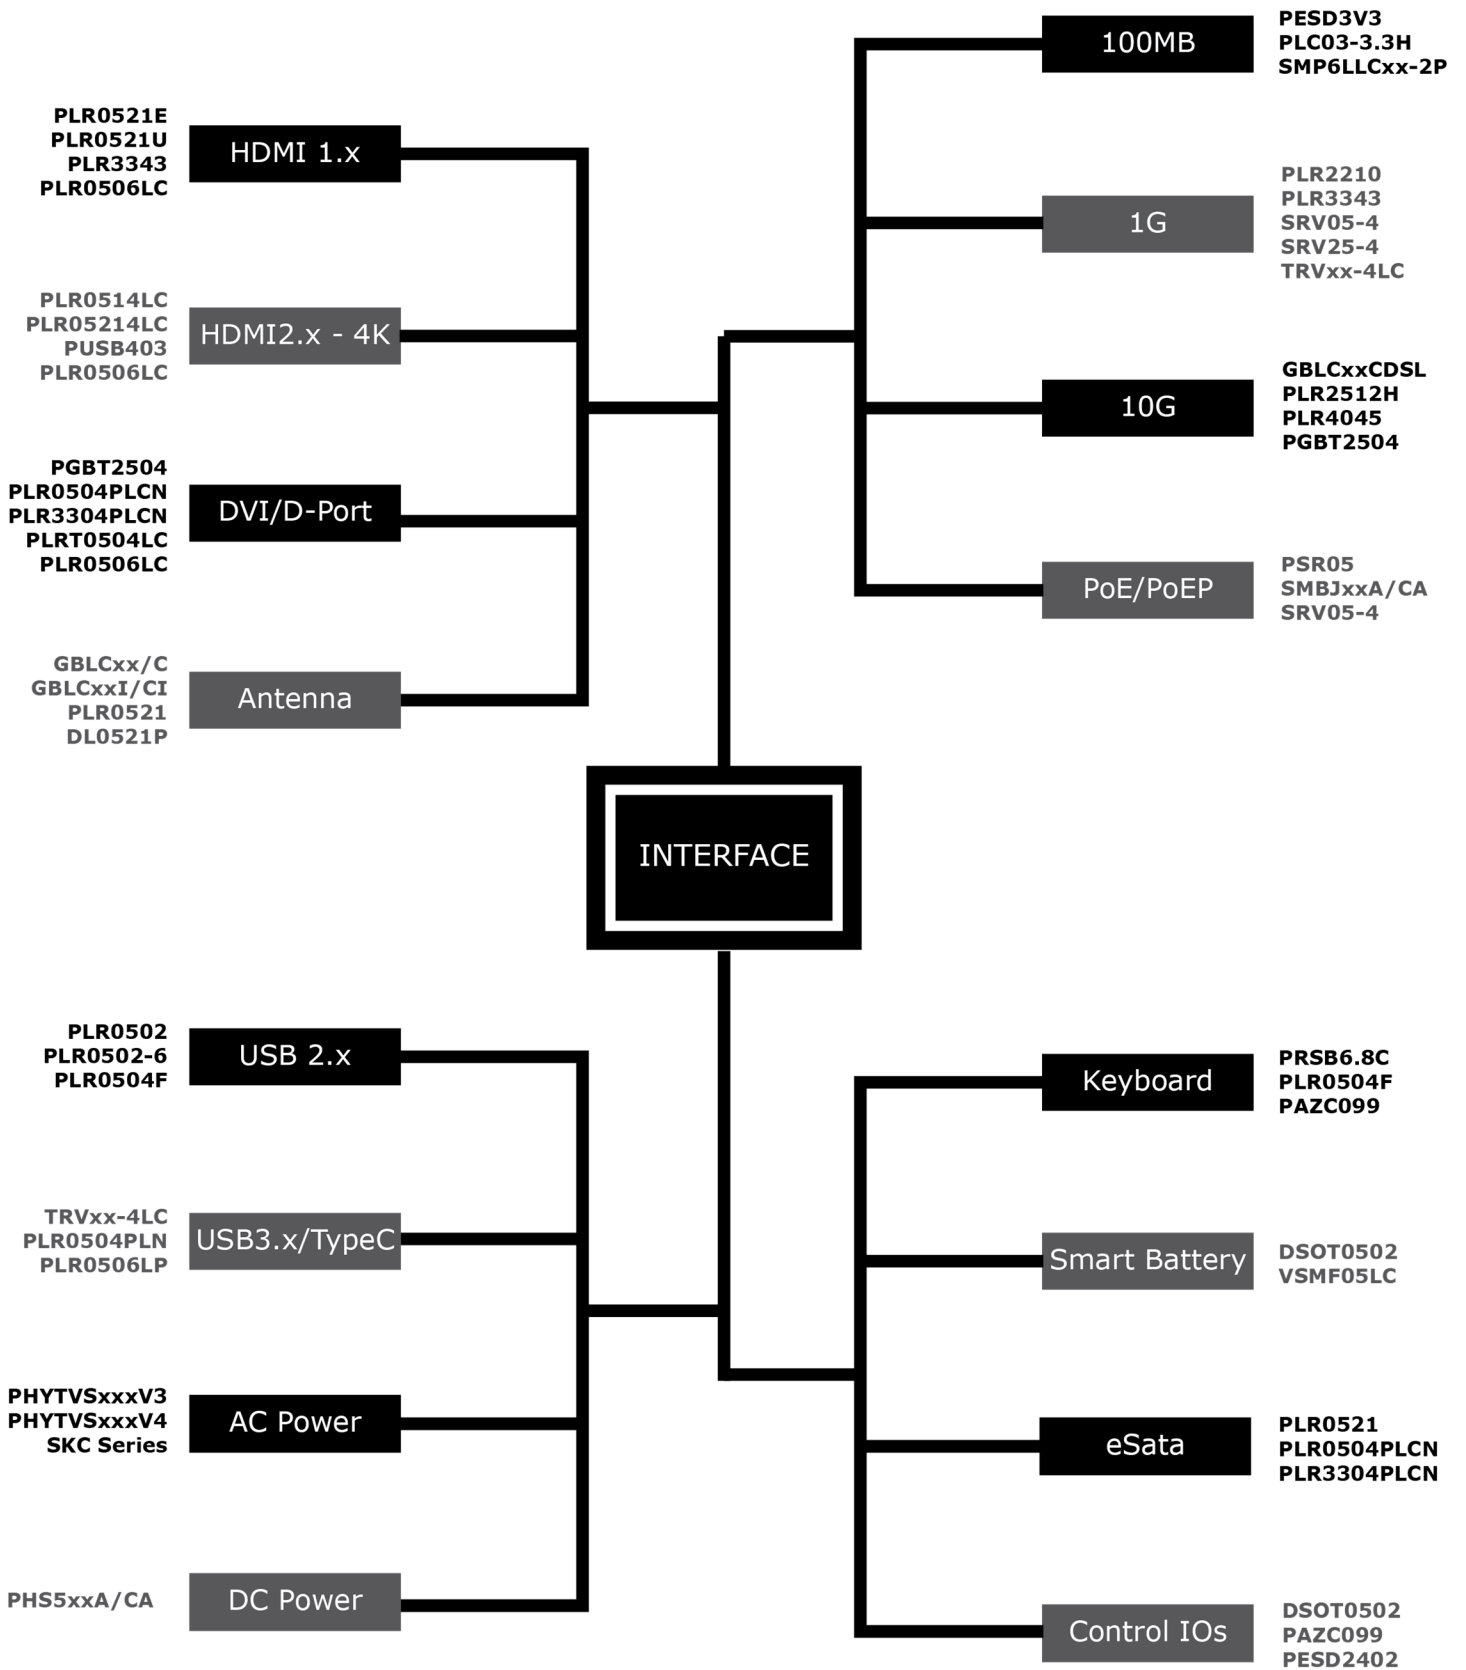 PLR0521E
PLR0521U
PLR3343
PLR0506LC
HDMI 1.x
PLR0514LC
PLR05214LC
PUSB403
PLR0506LC
HDMI2.x - 4K
PGBT2504
PLR0504PLCN
PLR3304PLCN
PLRT0504LC
PLR0506LC
DVI/D-Port
GBLCxx/C
GBLCxxI/CI
PLR0521
DL0521P
Antenna
100MB
PESD3V3
PLC03-3.3H
SMP6LLCxx-2P
1G
PLR2210
PLR3343
SRV05-4
SRV25-4
TRVxx-4LC
10G
GBLCxxCDSL
PLR2512H
PLR4045
PGBT2504
PoE/PoEP
PSR05
SMBJxxA/CA
SRV05-4
INTERFACE
PLR0502
PLR0502-6
PLR0504F
USB 2.x
TRVxx-4LC
PLR0504PLN
PLR0506LP
USB3.x/TypeC
PHYTVSxxxV3
PHYTVSxxxV4
SKC Series
AC Power
PHS5xxA/CA
DC Power
Keyboard
PRSB6.8C
PLR0504F
PAZC099
Smart Battery
DSOT0502
VSMF05LC
eSata
PLR0521
PLR0504PLCN
PLR3304PLCN
Control IOs
DSOT0502
PAZC099
PESD2402